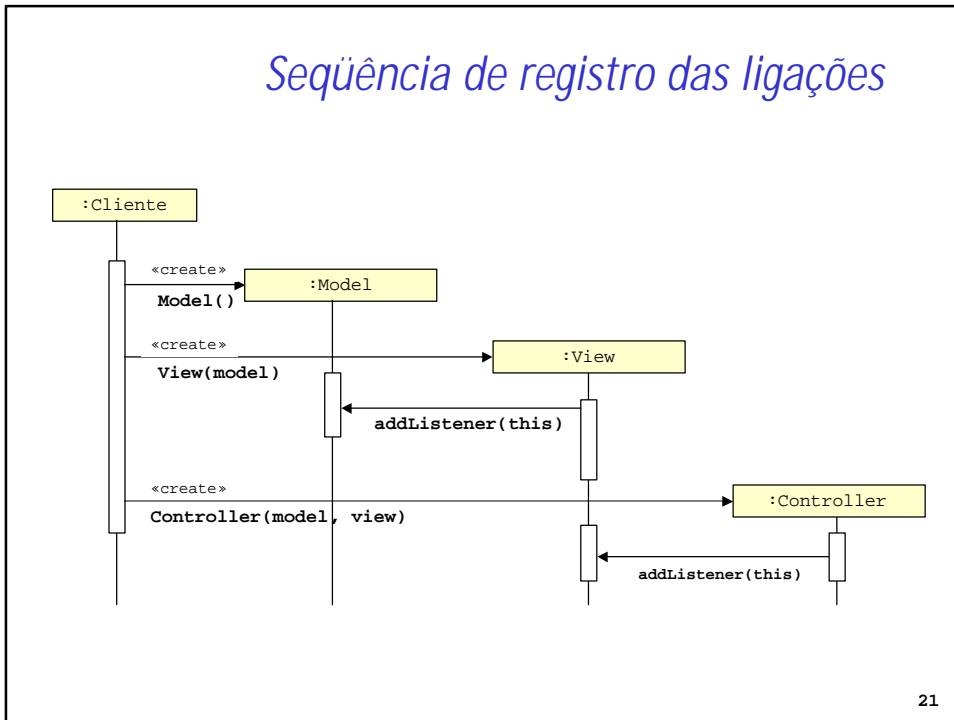 Seqüência de registro das ligações
:Cliente
«create»
:Model
Model()
«create»
:View
View(model)
addListener(this)
«create»
:Controller
Controller(model, view)
addListener(this)
21